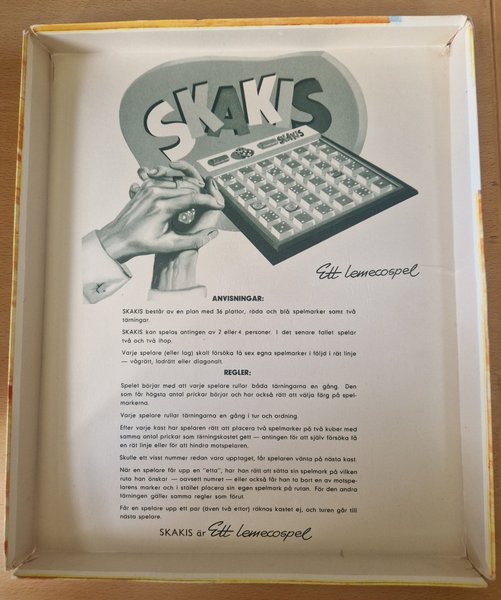 SKAKIS
SKAKIS
Ett lemecospel
ANVISNINGAR:
SKAKIS består av en plan med 36 plattor, röda och blå spelmarker samt två
tärningar.
SKAKIS kan spelas antingen av 2 eller 4 personer. I det senare fallet spelar
två och två ihop.
Varje spelare (eller lag) skall försöka få sex egna spelmarker i följd i rät linje
— vågrätt, lodrätt eller diagonalt.
REGLER:
Spelet börjar med att varje spelare rullar båda tärningarna en gång. Den
som får högsta antal prickar börjar och har också rätt att välja färg på spel-
markerna.
Varje spelare rullar tärningarna en gång i tur och ordning.
Efter varje kast har spelaren rätt att placera två spelmarker på två kuber med
samma antal prickar som tärningskastet gett — antingen för att själv försöka få
en rät linje eller för att hindra motspelaren.
Skulle ett visst nummer redan vara upptaget, får spelaren vänta på nästa kast.
När en spelare får upp en "etta", har han rätt att sätta sin spelmark på vilken
ruta han önskar — oavsett numret — eller också får han ta bort en av motspe-
larens marker och i stället placera sin egen spelmark på rutan. För den andra
tärningen gäller samma regler som förut.
Får en spelare upp ett par (även två ettor) räknas kastet ej, och turen går till
nästa spelare.
SKAKIS är Ett lemecospel